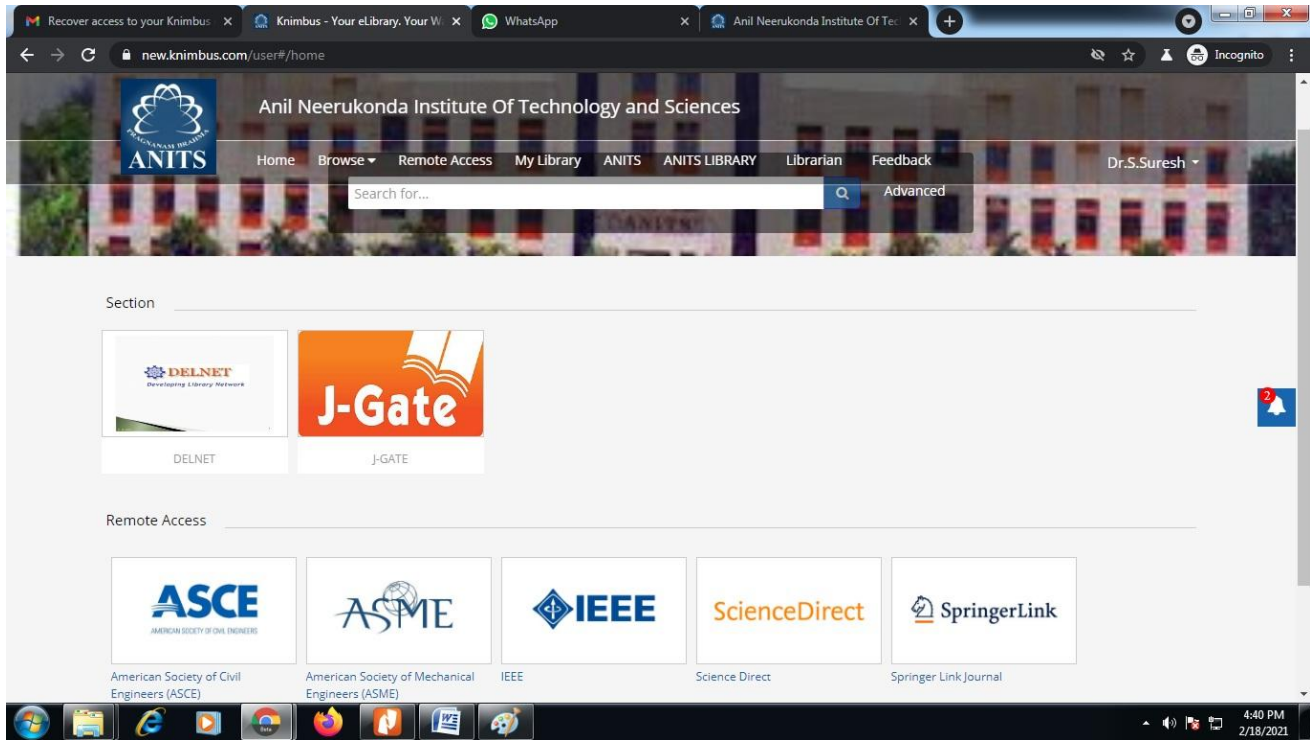 Recover access to your Knimbus
Knimbus - Your eLibrary. Your W
WhatsApp
Anil Neerukonda Institute Of Tec
new.knimbus.com/user#/home
Incognito
ANITS
Anil Neerukonda Institute Of Technology and Sciences
Home Browse Remote Access My Library ANITS ANITS LIBRARY Librarian Feedback
Dr.S.Suresh
Search for...
Advanced
Section
DELNET
Developing Library Network
J-Gate
2
DELNET
J-GATE
Remote Access
ASCE
AMERICAN SOCIETY OF CIVIL ENGINEERS
ASME
IEEE
ScienceDirect
SpringerLink
American Society of Civil
Engineers (ASCE)
American Society of Mechanical
Engineers (ASME)
IEEE
Science Direct
Springer Link Journal
4:40 PM
2/18/2021